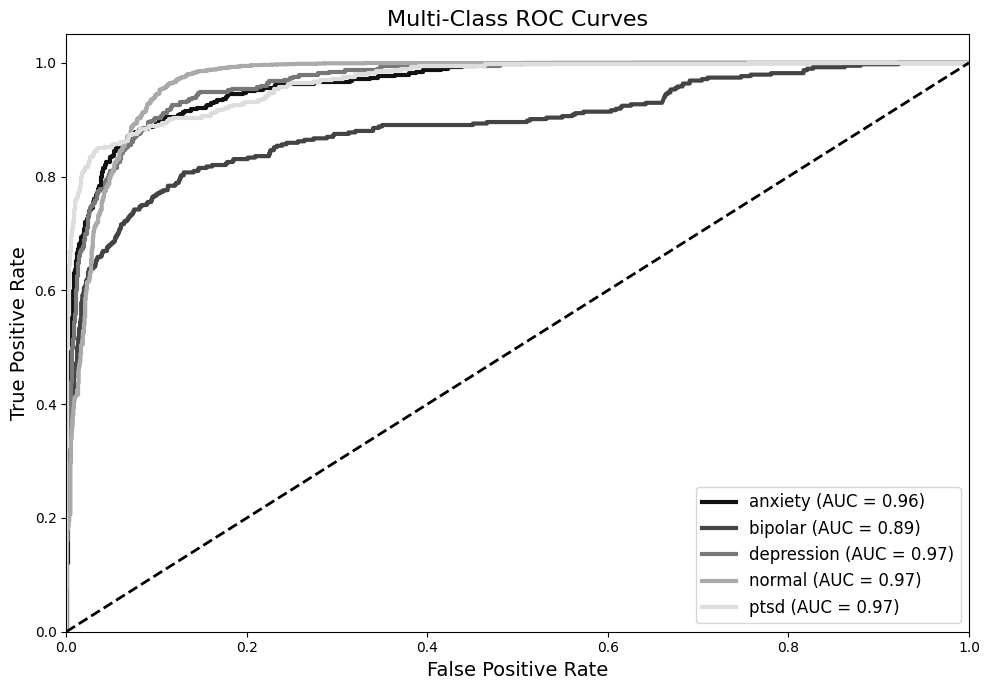 Multi-Class ROC Curves
True Positive Rate
1.0
0.8
0.6
0.4
0.2
0.0
0.0 0.2 0.4 0.6 0.8 1.0
False Positive Rate
anxiety (AUC = 0.96)
bipolar (AUC = 0.89)
depression (AUC = 0.97)
normal (AUC = 0.97)
ptsd (AUC = 0.97)